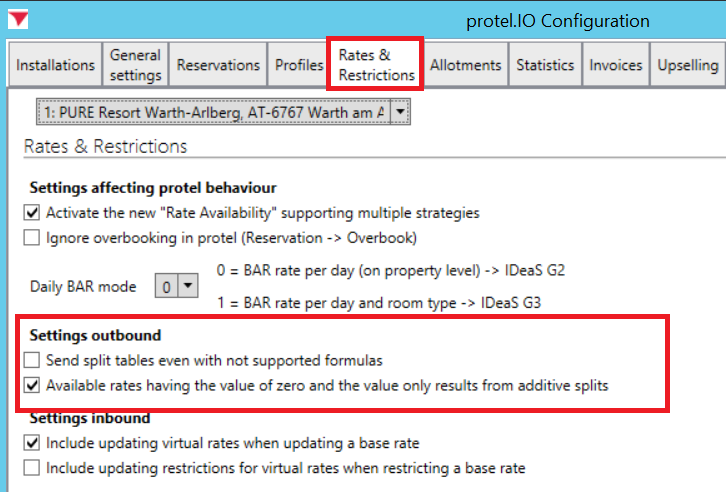 protel.IO Configuration
Installations
General settings
Reservations
Profiles
Rates & Restrictions
Allotments
Statistics
Invoices
Upselling
1: PURE Resort Warth-Arlberg, AT-6767 Warth am A
Rates & Restrictions
Settings affecting protel behaviour
Activate the new "Rate Availability" supporting multiple strategies
Ignore overbooking in protel (Reservation -> Overbook)
Daily BAR mode
0
0 = BAR rate per day (on property level) -> IDeaS G2
1 = BAR rate per day and room type -> IDeaS G3
Settings outbound
Send split tables even with not supported formulas
Available rates having the value of zero and the value only results from additive splits
Settings inbound
Include updating virtual rates when updating a base rate
Include updating restrictions for virtual rates when restricting a base rate